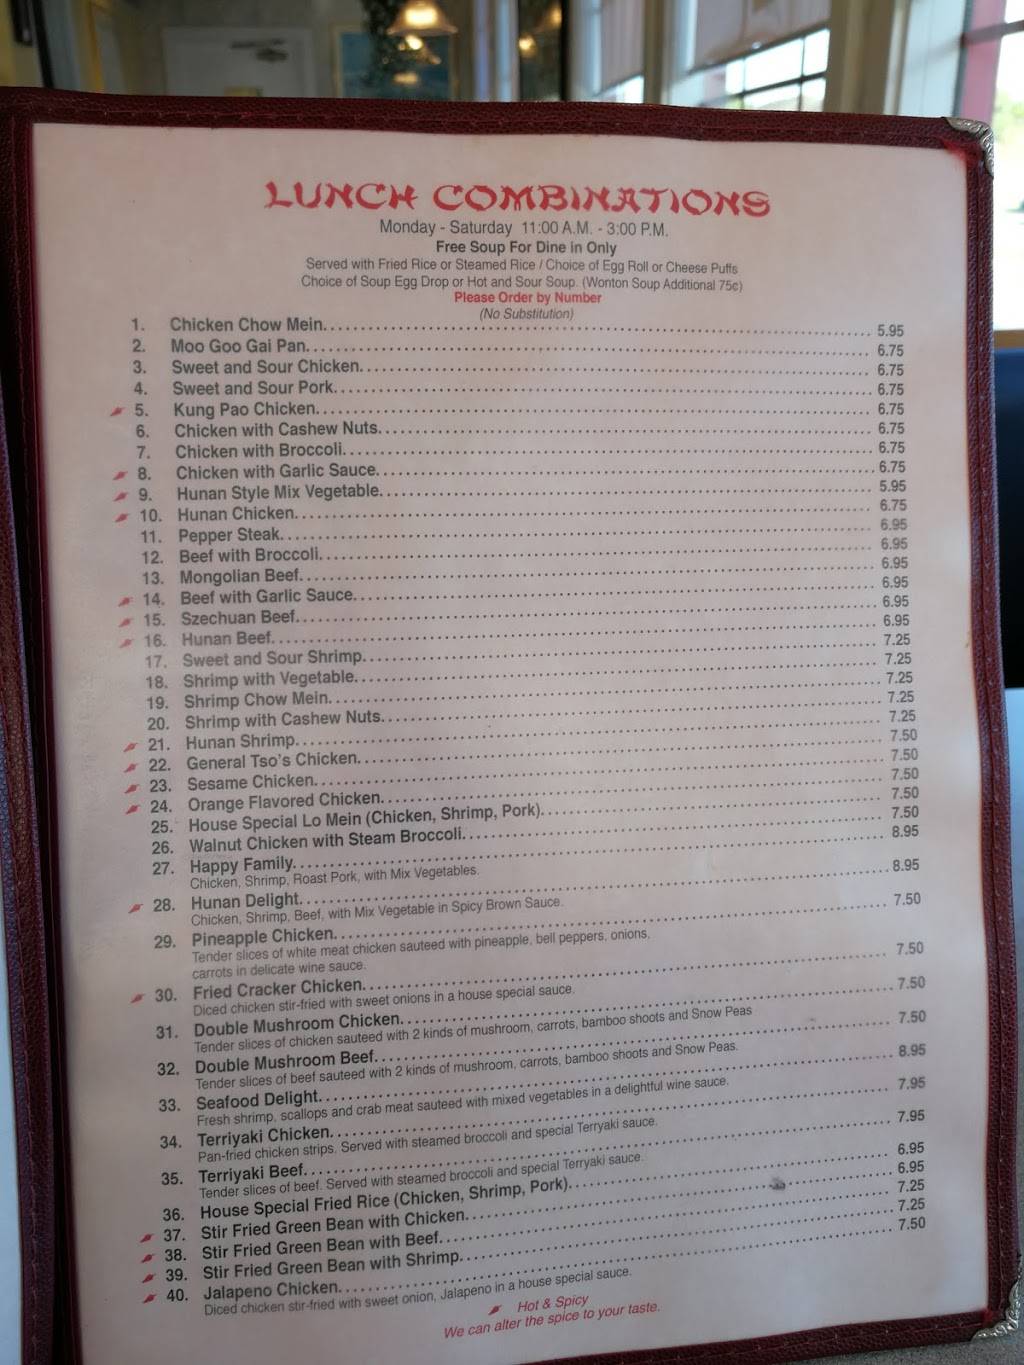 LUNCH COMBINATIONS
Monday - Saturday 11:00 A.M. - 3:00 P.M.
Free Soup For Dine in Only
Served with Fried Rice or Steamed Rice / Choice of Egg Roll or Cheese Puffs
Choice of Soup Egg Drop or Hot and Sour Soup. (Wonton Soup Additional 75¢)
Please Order by Number
(No Substitution)
1. Chicken Chow Mein 5.95
2. Moo Goo Gai Pan 6.75
3. Sweet and Sour Chicken 6.75
4. Sweet and Sour Pork 6.75
5. Kung Pao Chicken 6.75
6. Chicken with Cashew Nuts 6.75
7. Chicken with Broccoli 6.75
8. Chicken with Garlic Sauce 6.75
9. Hunan Style Mix Vegetable 5.95
10. Hunan Chicken 6.75
11. Pepper Steak 6.95
12. Beef with Broccoli 6.95
13. Mongolian Beef 6.95
14. Beef with Garlic Sauce 6.95
15. Szechuan Beef 6.95
16. Hunan Beef 6.95
17. Sweet and Sour Shrimp 7.25
18. Shrimp with Vegetable 7.25
19. Shrimp Chow Mein 7.25
20. Shrimp with Cashew Nuts 7.25
21. Hunan Shrimp 7.25
22. General Tso's Chicken 7.50
23. Sesame Chicken 7.50
24. Orange Flavored Chicken 7.50
25. House Special Lo Mein (Chicken, Shrimp, Pork) 7.50
26. Walnut Chicken with Steam Broccoli 7.50
27. Happy Family 8.95
Chicken, Shrimp, Roast Pork, with Mix Vegetables.
28. Hunan Delight 8.95
Chicken, Shrimp, Beef, with Mix Vegetable in Spicy Brown Sauce.
29. Pineapple Chicken 7.50
Tender slices of white meat chicken sauteed with pineapple, bell peppers, onions,
carrots in delicate wine sauce.
30. Fried Cracker Chicken 7.50
Diced chicken stir-fried with sweet onions in a house special sauce.
31. Double Mushroom Chicken 7.50
Tender slices of chicken sauteed with 2 kinds of mushroom, carrots, bamboo shoots and Snow Peas
32. Double Mushroom Beef 7.50
Tender slices of beef sauteed with 2 kinds of mushroom, carrots, bamboo shoots and Snow Peas.
33. Seafood Delight 8.95
Fresh shrimp, scallops and crab meat sauteed with mixed vegetables in a delightful wine sauce.
34. Terriyaki Chicken 7.95
Pan-fried chicken strips. Served with steamed broccoli and special Terryaki sauce.
35. Terriyaki Beef 7.95
Tender slices of beef. Served with steamed broccoli and special Terryaki sauce.
36. House Special Fried Rice (Chicken, Shrimp, Pork) 6.95
37. Stir Fried Green Bean with Chicken 6.95
38. Stir Fried Green Bean with Beef 7.25
39. Stir Fried Green Bean with Shrimp 7.25
40. Jalapeno Chicken 7.50
Diced chicken stir-fried with sweet onion, Jalapeno in a house special sauce.
Hot & Spicy
We can alter the spice to your taste.